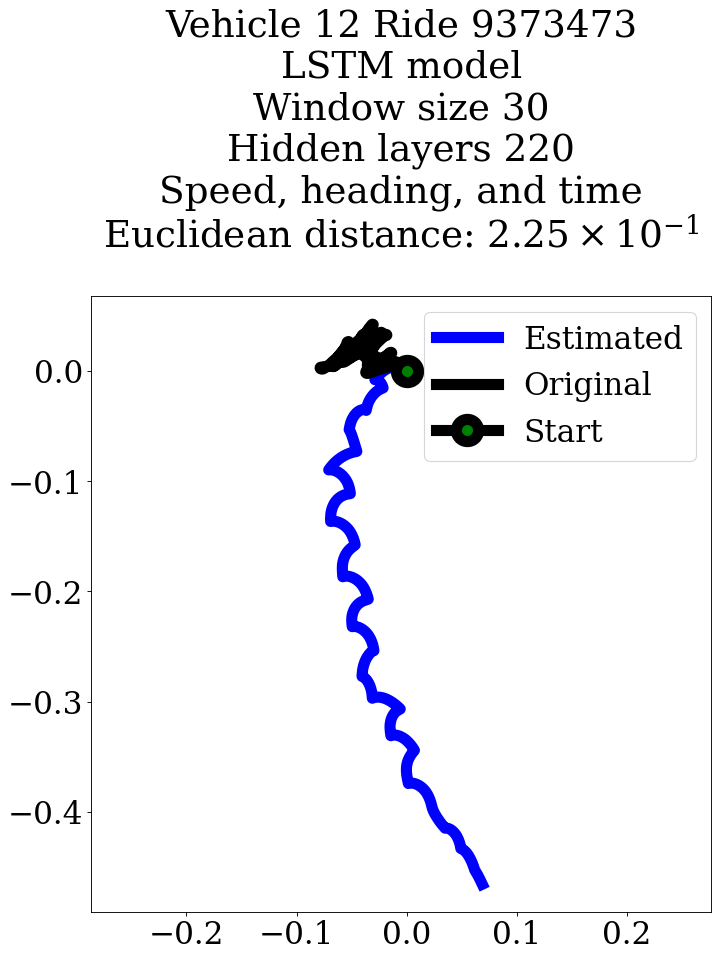 Vehicle 12 Ride 9373473
LSTM model
Window size 30
Hidden layers 220
Speed, heading, and time
Euclidean distance: 2.25 × 10⁻¹
Estimated
Original
Start
0.0
−0.1
−0.2
−0.3
−0.4
−0.2 −0.1 0.0 0.1 0.2